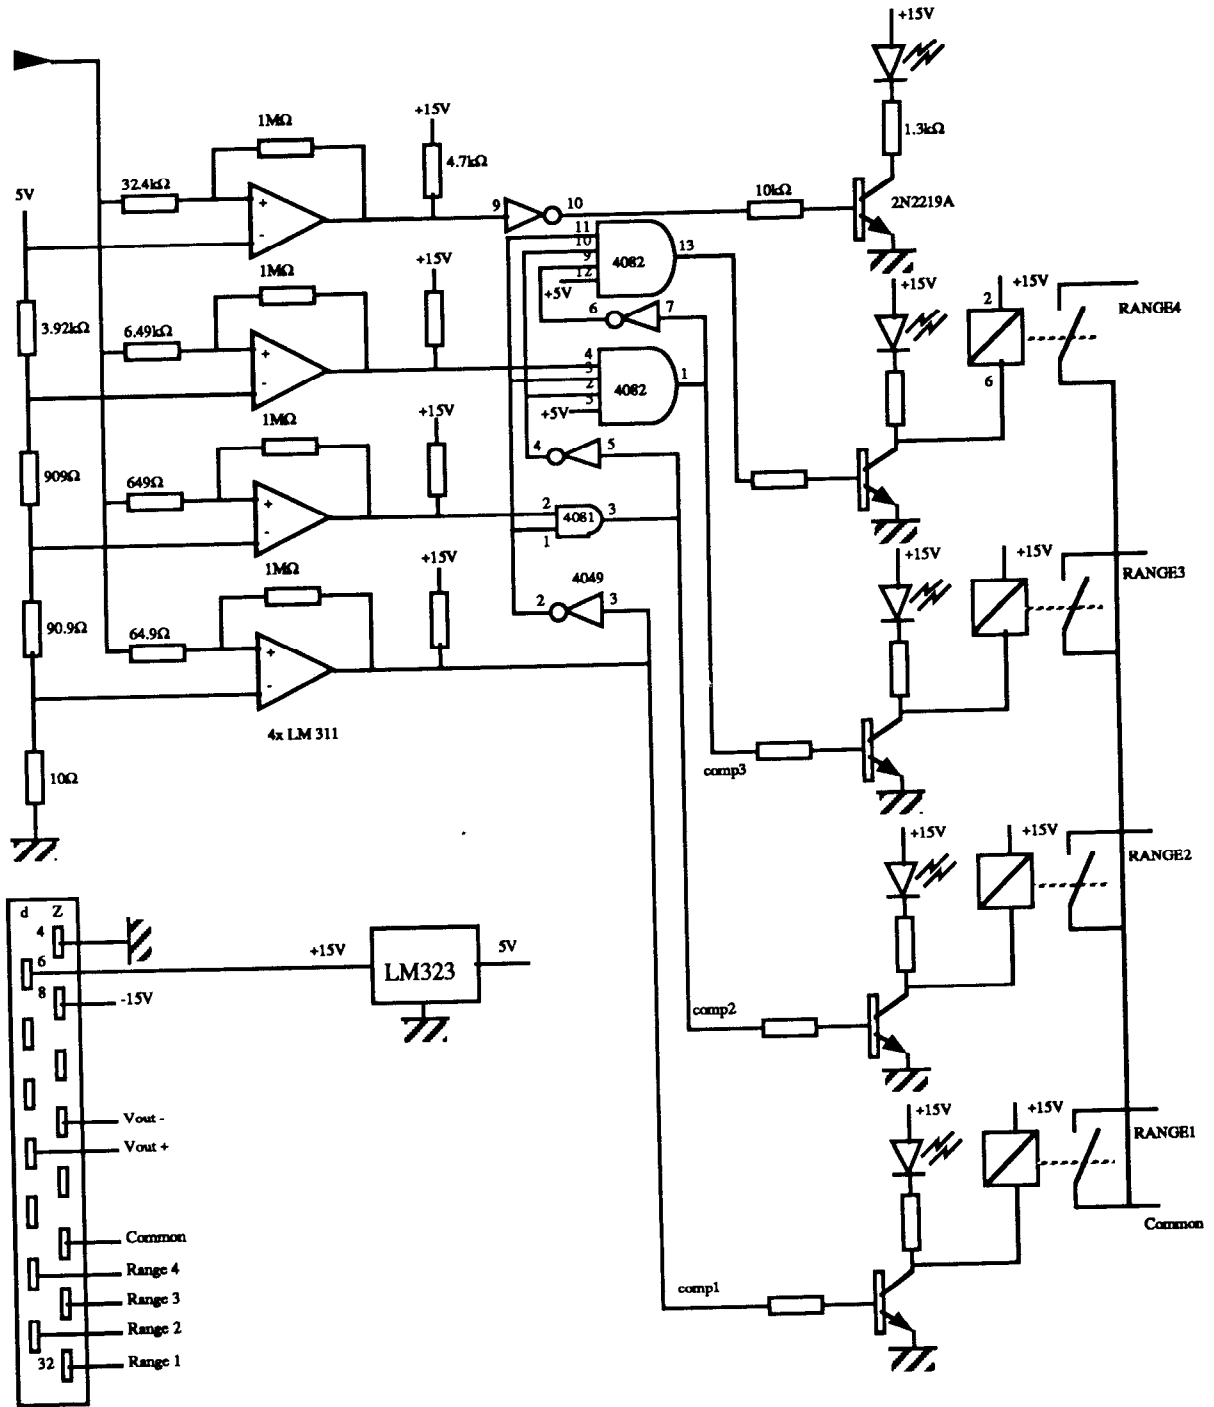 +15V
1.3kΩ
2N2219A
1MΩ
+15V
4.7kΩ
32.4kΩ
5V
+
-
9
10
10kΩ
11
10
9
12
4082
13
+5V
+15V
1MΩ
3.92kΩ
6.49kΩ
+
-
6
7
+15V
2
+15V
6
RANGE4
4
3
2
5
4082
1
+5V
+15V
1MΩ
909Ω
649Ω
+
-
4
5
2
1
4081
3
+15V
+15V
RANGE3
+15V
1MΩ
4049
2
3
90.9Ω
64.9Ω
+
-
4x LM 311
10Ω
comp3
+15V
+15V
RANGE2
d
Z
4
6
8
+15V
LM323
5V
-15V
comp2
Vout -
Vout +
+15V
+15V
RANGE1
Common
Common
Range 4
Range 3
Range 2
32
Range 1
comp1